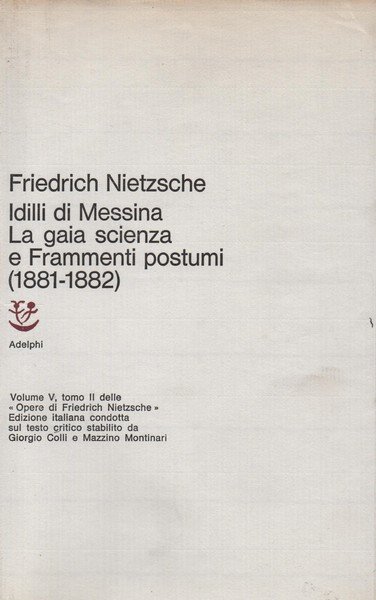 Friedrich Nietzsche
Idilli di Messina
La gaia scienza
e Frammenti postumi
(1881-1882)
Adelphi
Volume V, tomo II delle
« Opere di Friedrich Nietzsche »
Edizione italiana condotta
sul testo critico stabilito da
Giorgio Colli e Mazzino Montinari